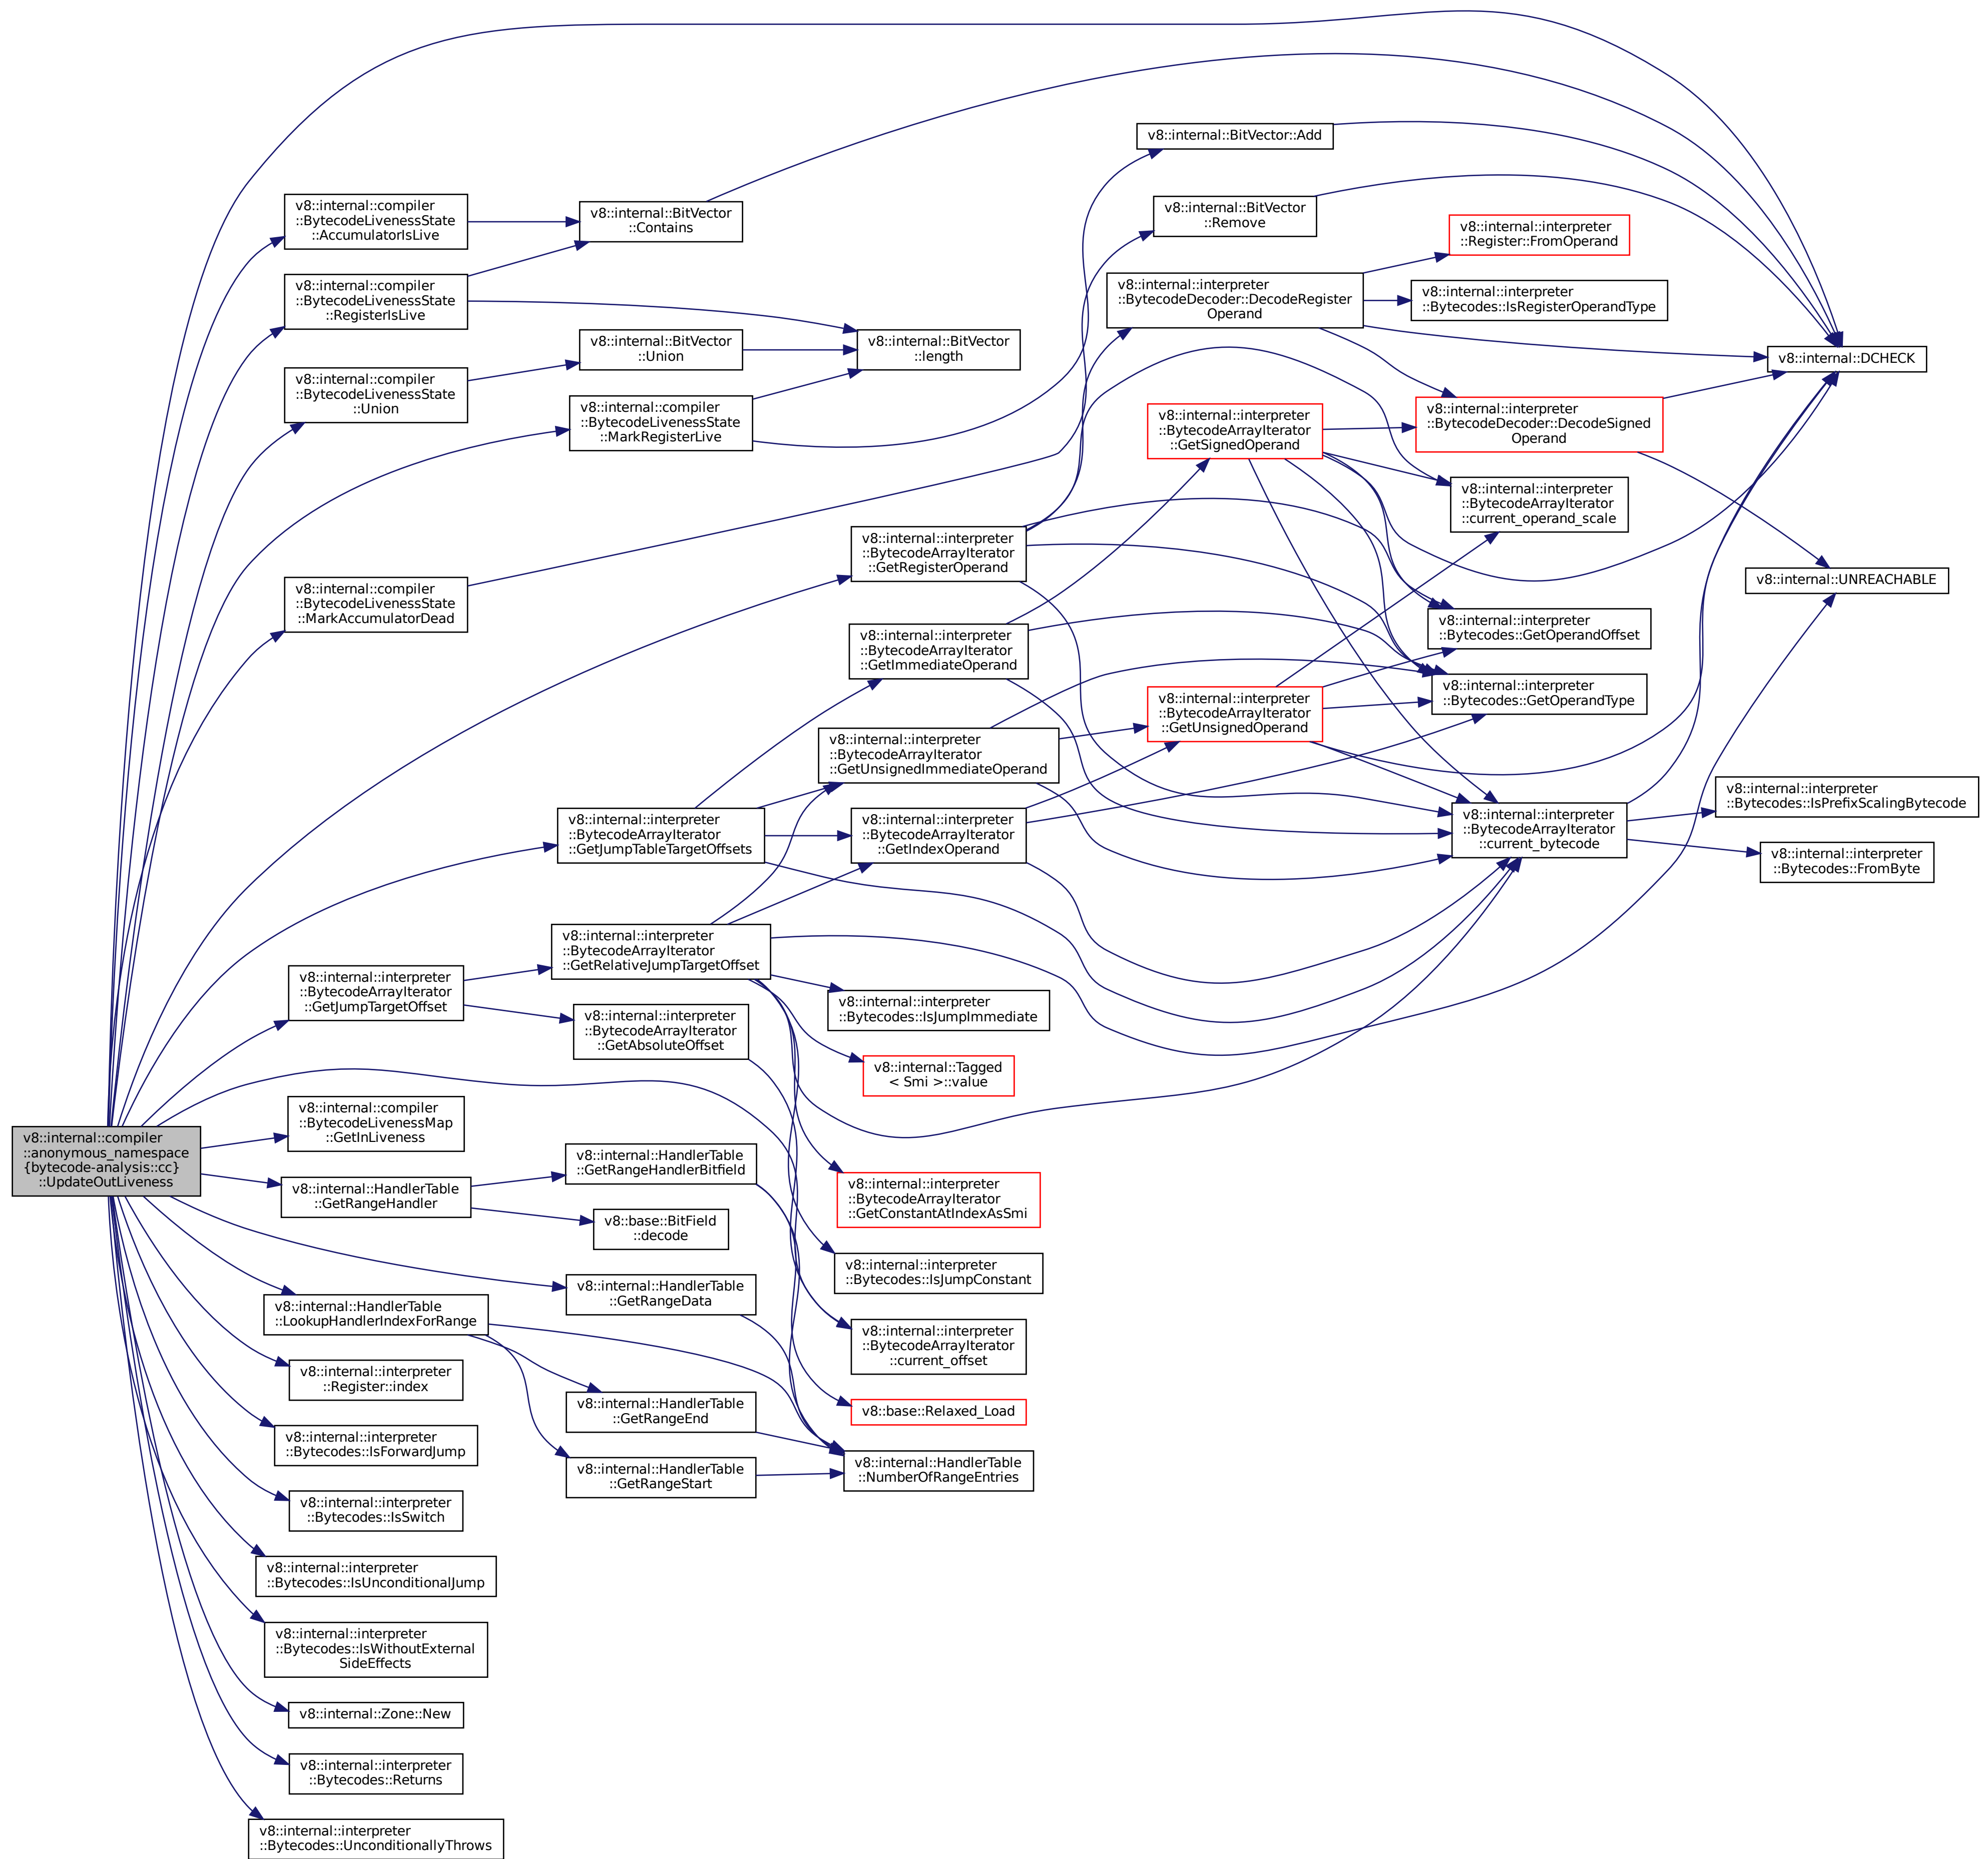 v8::internal::compiler
::anonymous_namespace
{bytecode-analysis::cc}
::UpdateOutLiveness
v8::internal::compiler
::BytecodeLivenessState
::AccumulatorIsLive
v8::internal::compiler
::BytecodeLivenessState
::RegisterIsLive
v8::internal::compiler
::BytecodeLivenessState
::Union
v8::internal::compiler
::BytecodeLivenessState
::MarkAccumulatorDead
v8::internal::interpreter
::BytecodeArrayIterator
::GetJumpTargetOffset
v8::internal::compiler
::BytecodeLivenessMap
::GetInLiveness
v8::internal::HandlerTable
::GetRangeHandler
v8::internal::HandlerTable
::LookupHandlerIndexForRange
v8::internal::interpreter
::Register::index
v8::internal::interpreter
::Bytecodes::IsForwardJump
v8::internal::interpreter
::Bytecodes::IsSwitch
v8::internal::interpreter
::Bytecodes::IsUnconditionalJump
v8::internal::interpreter
::Bytecodes::IsWithoutExternal
SideEffects
v8::internal::Zone::New
v8::internal::interpreter
::Bytecodes::Returns
v8::internal::interpreter
::Bytecodes::UnconditionallyThrows
v8::internal::BitVector
::Contains
v8::internal::BitVector
::Union
v8::internal::compiler
::BytecodeLivenessState
::MarkRegisterLive
v8::internal::interpreter
::BytecodeArrayIterator
::GetJumpTableTargetOffsets
v8::internal::interpreter
::BytecodeArrayIterator
::GetRelativeJumpTargetOffset
v8::internal::interpreter
::BytecodeArrayIterator
::GetAbsoluteOffset
v8::internal::HandlerTable
::GetRangeHandlerBitfield
v8::base::BitField
::decode
v8::internal::HandlerTable
::GetRangeData
v8::internal::HandlerTable
::GetRangeEnd
v8::internal::HandlerTable
::GetRangeStart
v8::internal::BitVector
::length
v8::internal::interpreter
::BytecodeArrayIterator
::GetRegisterOperand
v8::internal::interpreter
::BytecodeArrayIterator
::GetImmediateOperand
v8::internal::interpreter
::BytecodeArrayIterator
::GetUnsignedImmediateOperand
v8::internal::interpreter
::BytecodeArrayIterator
::GetIndexOperand
v8::internal::interpreter
::Bytecodes::IsJumpImmediate
v8::internal::Tagged
< Smi >::value
v8::internal::interpreter
::BytecodeArrayIterator
::GetConstantAtIndexAsSmi
v8::internal::interpreter
::Bytecodes::IsJumpConstant
v8::internal::interpreter
::BytecodeArrayIterator
::current_offset
v8::base::Relaxed_Load
v8::internal::HandlerTable
::NumberOfRangeEntries
v8::internal::BitVector::Add
v8::internal::BitVector
::Remove
v8::internal::interpreter
::BytecodeDecoder::DecodeRegister
Operand
v8::internal::interpreter
::BytecodeArrayIterator
::GetSignedOperand
v8::internal::interpreter
::BytecodeArrayIterator
::GetUnsignedOperand
v8::internal::interpreter
::Register::FromOperand
v8::internal::interpreter
::Bytecodes::IsRegisterOperandType
v8::internal::interpreter
::BytecodeDecoder::DecodeSigned
Operand
v8::internal::interpreter
::BytecodeArrayIterator
::current_operand_scale
v8::internal::interpreter
::Bytecodes::GetOperandOffset
v8::internal::interpreter
::Bytecodes::GetOperandType
v8::internal::interpreter
::BytecodeArrayIterator
::current_bytecode
v8::internal::DCHECK
v8::internal::UNREACHABLE
v8::internal::interpreter
::Bytecodes::IsPrefixScalingBytecode
v8::internal::interpreter
::Bytecodes::FromByte